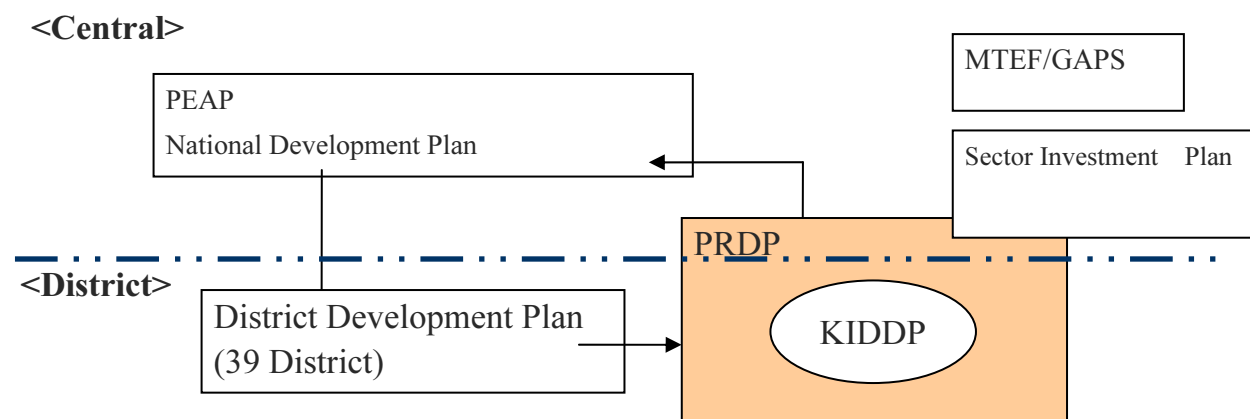 <Central>
MTEF/GAPS
PEAP
National Development Plan
Sector Investment Plan
PRDP
<District>
District Development Plan
(39 District)
KIDDP